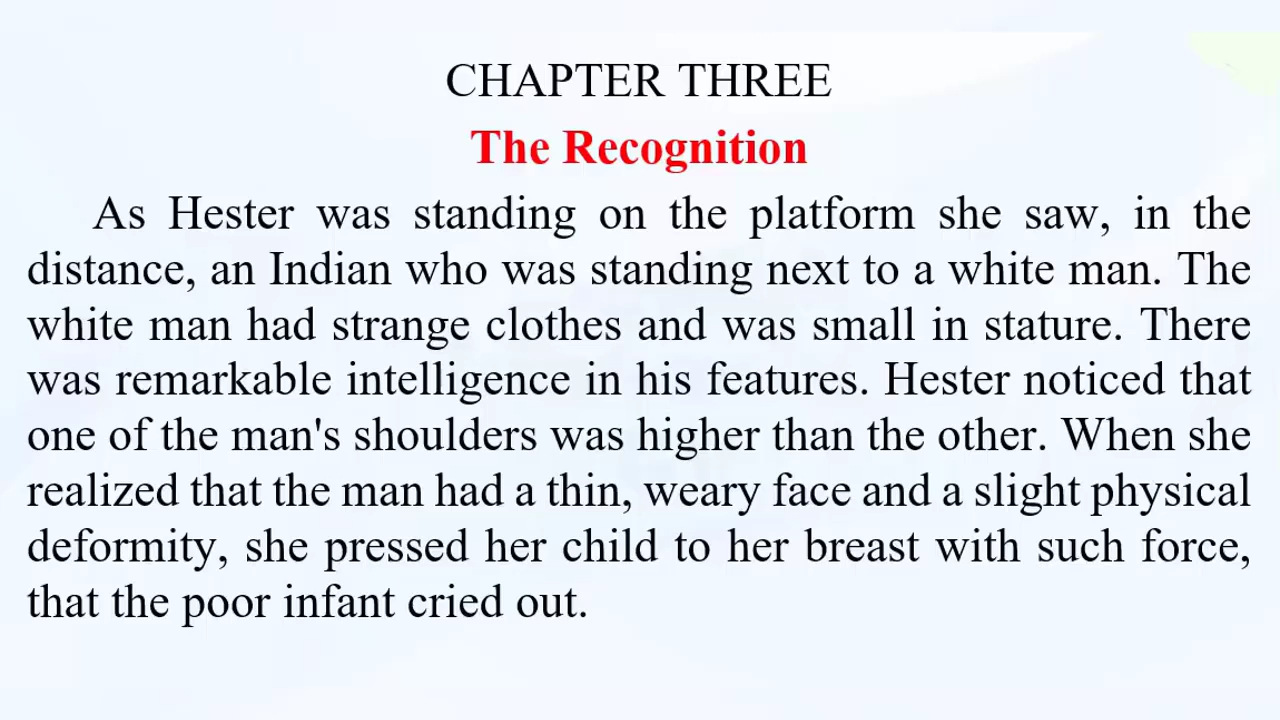 CHAPTER THREE
The Recognition
As Hester was standing on the platform she saw, in the
distance, an Indian who was standing next to a white man. The
white man had strange clothes and was small in stature. There
was remarkable intelligence in his features. Hester noticed that
one of the man's shoulders was higher than the other. When she
realized that the man had a thin, weary face and a slight physical
deformity, she pressed her child to her breast with such force,
that the poor infant cried out.